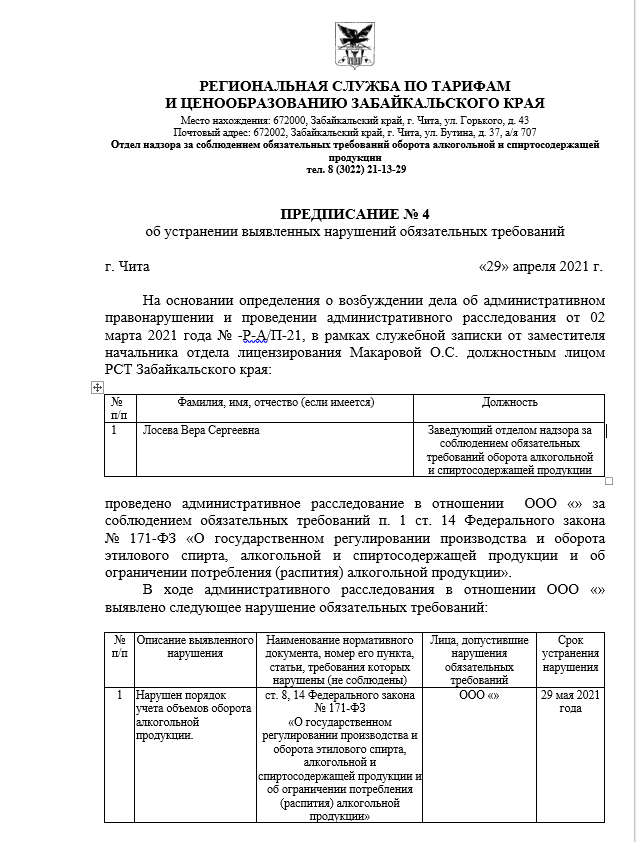 РЕГИОНАЛЬНАЯ СЛУЖБА ПО ТАРИФАМ
И ЦЕНООБРАЗОВАНИЮ ЗАБАЙКАЛЬСКОГО КРАЯ
Место нахождения: 672000, Забайкальский край, г. Чита, ул. Горького, д. 43
Почтовый адрес: 672002, Забайкальский край, г. Чита, ул. Бутина, д. 37, а/я 707
Отдел надзора за соблюдением обязательных требований оборота алкогольной и спиртосодержащей
продукции
тел. 8 (3022) 21-13-29
ПРЕДПИСАНИЕ № 4
об устранении выявленных нарушений обязательных требований
г. Чита «29» апреля 2021 г.
На основании определения о возбуждении дела об административном
правонарушении и проведении административного расследования от 02
марта 2021 года № -Р-А/П-21, в рамках служебной записки от заместителя
начальника отдела лицензирования Макаровой О.С. должностным лицом
РСТ Забайкальского края:
№ Фамилия, имя, отчество (если имеется) Должность
п/п
1 Лосева Вера Сергеевна Заведующий отделом надзора за
соблюдением обязательных
требований оборота алкогольной
и спиртосодержащей продукции
проведено административное расследование в отношении ООО «» за
соблюдением обязательных требований п. 1 ст. 14 Федерального закона
№ 171-ФЗ «О государственном регулировании производства и оборота
этилового спирта, алкогольной и спиртосодержащей продукции и об
ограничении потребления (распития) алкогольной продукции».
В ходе административного расследования в отношении ООО «»
выявлено следующее нарушение обязательных требований:
№ Описание выявленного Наименование нормативного Лица, допустившие Срок
п/п нарушения документа, номер его пункта, нарушения устранения
статьи, требования которых обязательных нарушения
нарушены (не соблюдены) требований
1 Нарушен порядок ст. 8, 14 Федерального закона ООО «» 29 мая 2021
учета объемов оборота № 171-ФЗ года
алкогольной «О государственном
продукции. регулировании производства и
оборота этилового спирта,
алкогольной и
спиртосодержащей продукции и
об ограничении потребления
(распития) алкогольной
продукции»